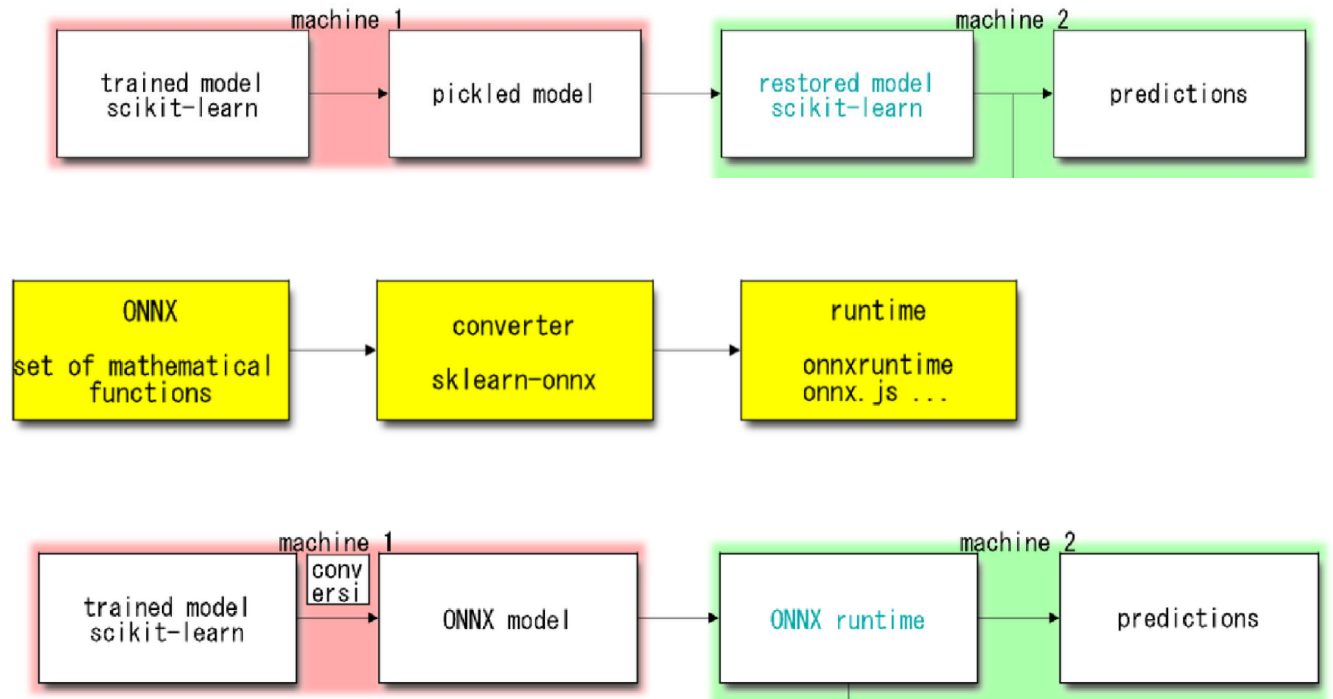 machine 1
machine 2
trained model
scikit-learn
pickled model
restored model
scikit-learn
predictions
ONNX
set of mathematical
functions
converter
sklearn-onnx
runtime
onnxruntime
onnx.js ...
machine 1
machine 2
conv
ersi
trained model
scikit-learn
ONNX model
ONNX runtime
predictions